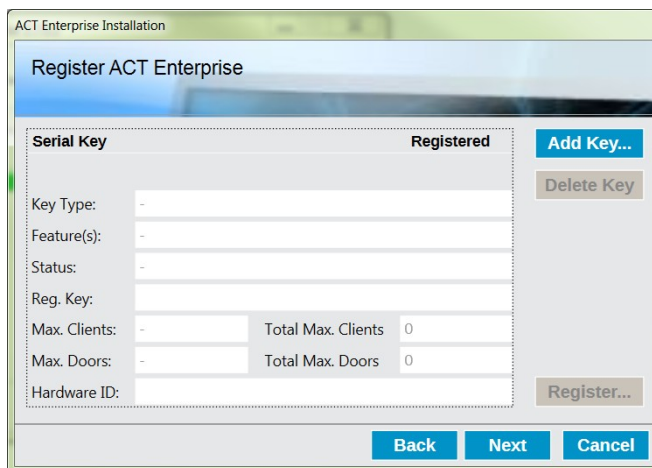 ACT Enterprise Installation
Register ACT Enterprise
Serial Key Registered Add Key...
Delete Key
Key Type: -
Feature(s): -
Status: -
Reg. Key:
Max. Clients: - Total Max. Clients 0
Max. Doors: - Total Max. Doors 0
Hardware ID: Register...
Back Next Cancel